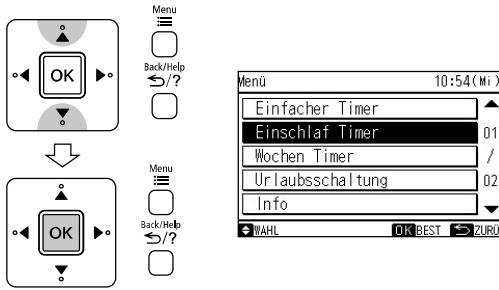 Menu
OK
Back/Help
/?
Menu
OK
Back/Help
/?
Menü 10:54(Mi)
Einfacher Timer
Einschlaf Timer 01
Wochen Timer /
Urlaubsschaltung 02
Info
WAHL OK BEST ZURÜ